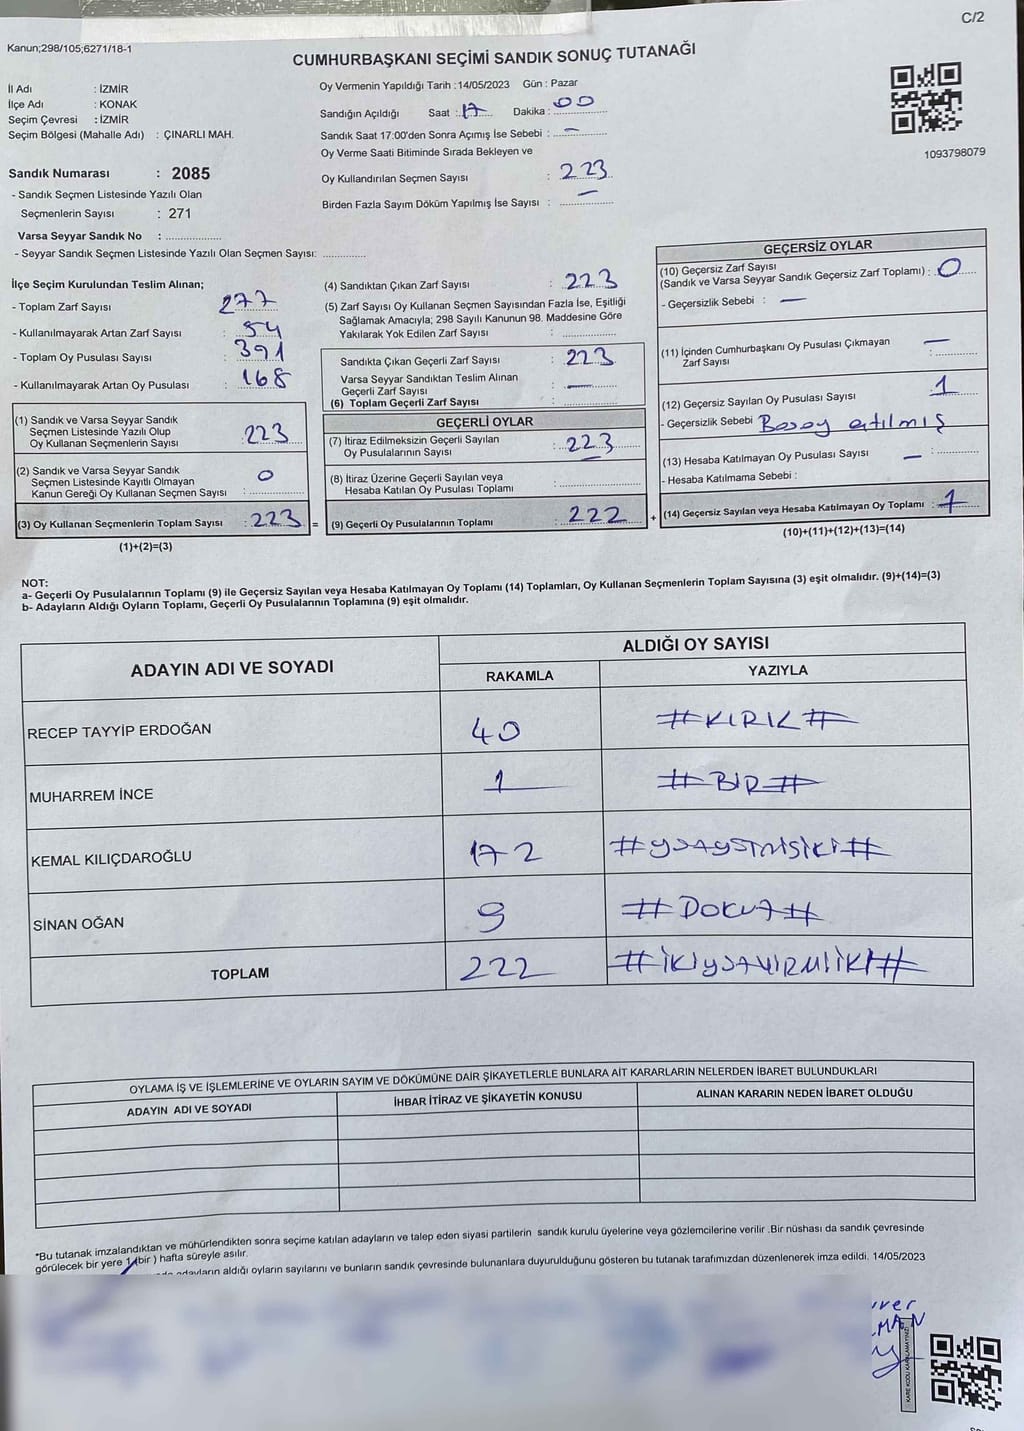 C/2
Kanun;298/105;6271/18-1
CUMHURBAŞKANI SEÇİMİ SANDIK SONUÇ TUTANAĞI
İl Adı : İZMİR
İlçe Adı : KONAK
Seçim Çevresi : İZMİR
Seçim Bölgesi (Mahalle Adı) : ÇINARLI MAH.
Sandık Numarası : 2085
- Sandık Seçmen Listesinde Yazılı Olan
Seçmenlerin Sayısı : 271
Varsa Seyyar Sandık No : ....................
- Seyyar Sandık Seçmen Listesinde Yazılı Olan Seçmen Sayısı: ...............
Oy Vermenin Yapıldığı Tarih :14/05/2023 Gün : Pazar
Sandığın Açıldığı Saat : 17 Dakika : 00
Sandık Saat 17:00'den Sonra Açımış İse Sebebi : —
Oy Verme Saati Bitiminde Sırada Bekleyen ve
Oy Kullandırılan Seçmen Sayısı : 223
Birden Fazla Sayım Döküm Yapılmış İse Sayısı : —
1093798079
İlçe Seçim Kurulundan Teslim Alınan;
- Toplam Zarf Sayısı : 277
- Kullanılmayarak Artan Zarf Sayısı : 54
- Toplam Oy Pusulası Sayısı : 391
- Kullanılmayarak Artan Oy Pusulası : 168
(1) Sandık ve Varsa Seyyar Sandık
Seçmen Listesinde Yazılı Olup
Oy Kullanan Seçmenlerin Sayısı : 223
(2) Sandık ve Varsa Seyyar Sandık
Seçmen Listesinde Kayıtlı Olmayan
Kanun Gereği Oy Kullanan Seçmen Sayısı : 0
(3) Oy Kullanan Seçmenlerin Toplam Sayısı : 223 =
(1)+(2)=(3)
(4) Sandıktan Çıkan Zarf Sayısı : 223
(5) Zarf Sayısı Oy Kullanan Seçmen Sayısından Fazla İse, Eşitliği
Sağlamak Amacıyla; 298 Sayılı Kanunun 98. Maddesine Göre
Yakılarak Yok Edilen Zarf Sayısı : ...............
Sandıkta Çıkan Geçerli Zarf Sayısı : 223
Varsa Seyyar Sandıktan Teslim Alınan
Geçerli Zarf Sayısı : —
(6) Toplam Geçerli Zarf Sayısı : ...............
GEÇERLİ OYLAR
(7) İtiraz Edilmeksizin Geçerli Sayılan
Oy Pusulalarının Sayısı : 223
(8) İtiraz Üzerine Geçerli Sayılan veya
Hesaba Katılan Oy Pusulası Toplamı : ...............
(9) Geçerli Oy Pusulalarının Toplamı : 222 +
GEÇERSİZ OYLAR
(10) Geçersiz Zarf Sayısı
(Sandık ve Varsa Seyyar Sandık Geçersiz Zarf Toplamı) : 0
- Geçersizlik Sebebi : —
(11) İçinden Cumhurbaşkanı Oy Pusulası Çıkmayan
Zarf Sayısı : —
(12) Geçersiz Sayılan Oy Pusulası Sayısı 1
- Geçersizlik Sebebi atılmış
(13) Hesaba Katılmayan Oy Pusulası Sayısı : —
- Hesaba Katılmama Sebebi :
(14) Geçersiz Sayılan veya Hesaba Katılmayan Oy Toplamı : 1
(10)+(11)+(12)+(13)=(14)
NOT:
a- Geçerli Oy Pusulalarının Toplamı (9) ile Geçersiz Sayılan veya Hesaba Katılmayan Oy Toplamı (14) Toplamları, Oy Kullanan Seçmenlerin Toplam Sayısına (3) eşit olmalıdır. (9)+(14)=(3)
b- Adayların Aldığı Oyların Toplamı, Geçerli Oy Pusulalarının Toplamına (9) eşit olmalıdır.
ADAYIN ADI VE SOYADI ALDIĞI OY SAYISI
RAKAMLA YAZIYLA
RECEP TAYYİP ERDOĞAN 40 #KIRK#
MUHARREM İNCE 1 #BİR#
KEMAL KILIÇDAROĞLU 172 #YÜZYETMİŞİKİ#
SİNAN OĞAN 9 #DOKUZ#
TOPLAM 222 #İKİYÜZYİRMİİKİ#
OYLAMA İŞ VE İŞLEMLERİNE VE OYLARIN SAYIM VE DÖKÜMÜNE DAİR ŞİKAYETLERLE BUNLARA AİT KARARLARIN NELERDEN İBARET BULUNDUKLARI
ADAYIN ADI VE SOYADI İHBAR İTİRAZ VE ŞİKAYETİN KONUSU ALINAN KARARIN NEDEN İBARET OLDUĞU
*Bu tutanak imzalandıktan ve mühürlendikten sonra seçime katılan adayların ve talep eden siyasi partilerin sandık kurulu üyelerine veya gözlemcilerine verilir .Bir nüshası da sandık çevresinde
görülecek bir yere 1 (bir ) hafta süreyle asılır.
adayların aldığı oyların sayılarını ve bunların sandık çevresinde bulunanlara duyurulduğunu gösteren bu tutanak tarafımızdan düzenlenerek imza edildi. 14/05/2023
KARE KODU KARALAMAYINIZ!